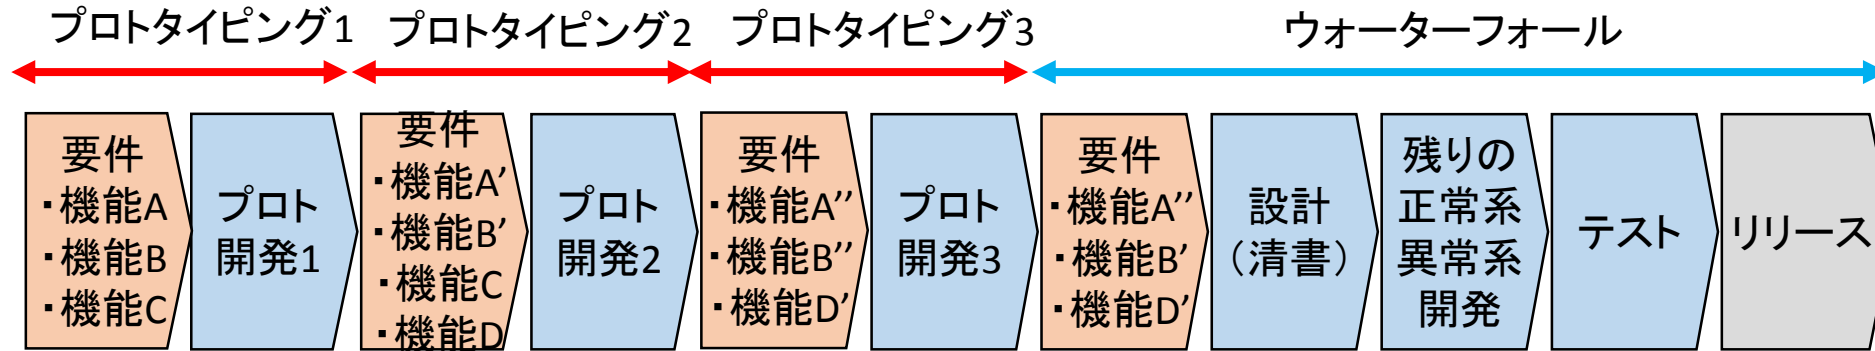 プロトタイピング1
プロトタイピング2
プロトタイピング3
ウォーターフォール
要件
・機能A
・機能B
・機能C
プロト
開発1
要件
・機能A’
・機能B’
・機能C
・機能D
プロト
開発2
要件
・機能A’’
・機能B’’
・機能D’
プロト
開発3
要件
・機能A’’
・機能B’
・機能D’
設計
（清書）
残りの
正常系
異常系
開発
テスト
リリース